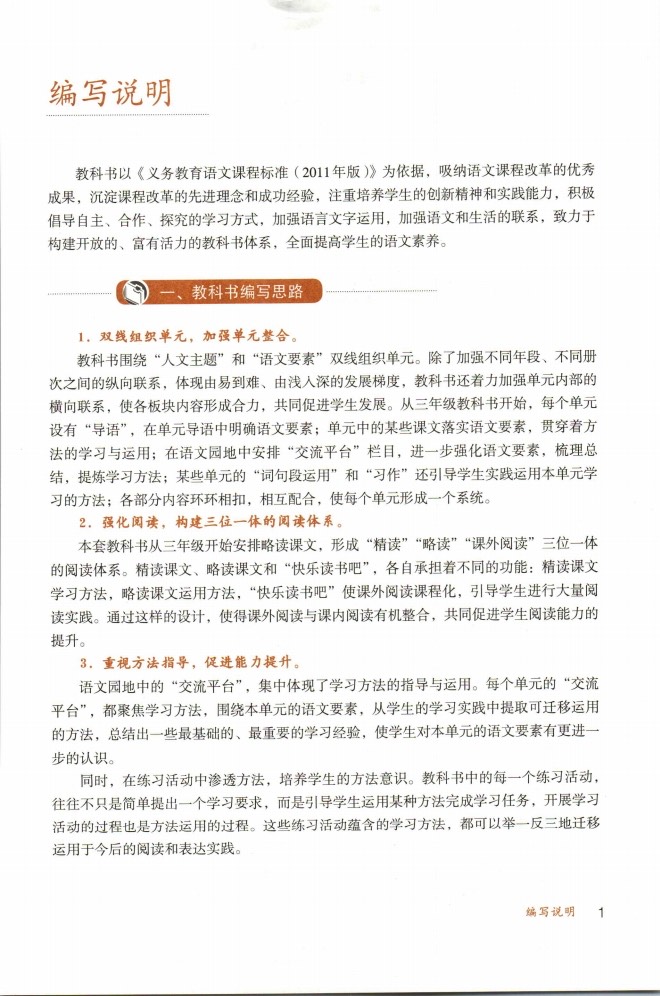 编写说明
教科书以《义务教育语文课程标准（2011年版）》为依据，吸纳语文课程改革的优秀
成果，沉淀课程改革的先进理念和成功经验，注重培养学生的创新精神和实践能力，积极
倡导自主、合作、探究的学习方式，加强语言文字运用，加强语文和生活的联系，致力于
构建开放的、富有活力的教科书体系，全面提高学生的语文素养。
一、教科书编写思路
1．双线组织单元，加强单元整合。
教科书围绕“人文主题”和“语文要素”双线组织单元。除了加强不同年段、不同册
次之间的纵向联系，体现由易到难、由浅入深的发展梯度，教科书还着力加强单元内部的
横向联系，使各板块内容形成合力，共同促进学生发展。从三年级教科书开始，每个单元
设有“导语”，在单元导语中明确语文要素；单元中的某些课文落实语文要素，贯穿着方
法的学习与运用；在语文园地中安排“交流平台”栏目，进一步强化语文要素，梳理总
结，提炼学习方法；某些单元的“词句段运用”和“习作”还引导学生实践运用本单元学
习的方法；各部分内容环环相扣，相互配合，使每个单元形成一个系统。
2．强化阅读，构建三位一体的阅读体系。
本套教科书从三年级开始安排略读课文，形成“精读”“略读”“课外阅读”三位一体
的阅读体系。精读课文、略读课文和“快乐读书吧”，各自承担着不同的功能：精读课文
学习方法，略读课文运用方法，“快乐读书吧”使课外阅读课程化，引导学生进行大量阅
读实践。通过这样的设计，使得课外阅读与课内阅读有机整合，共同促进学生阅读能力的
提升。
3．重视方法指导，促进能力提升。
语文园地中的“交流平台”，集中体现了学习方法的指导与运用。每个单元的“交流
平台”，都聚焦学习方法，围绕本单元的语文要素，从学生的学习实践中提取可迁移运用
的方法，总结出一些最基础的、最重要的学习经验，使学生对本单元的语文要素有更进一
步的认识。
同时，在练习活动中渗透方法，培养学生的方法意识。教科书中的每一个练习活动，
往往不只是简单提出一个学习要求，而是引导学生运用某种方法完成学习任务，开展学习
活动的过程也是方法运用的过程。这些练习活动蕴含的学习方法，都可以举一反三地迁移
运用于今后的阅读和表达实践。
编写说明 1